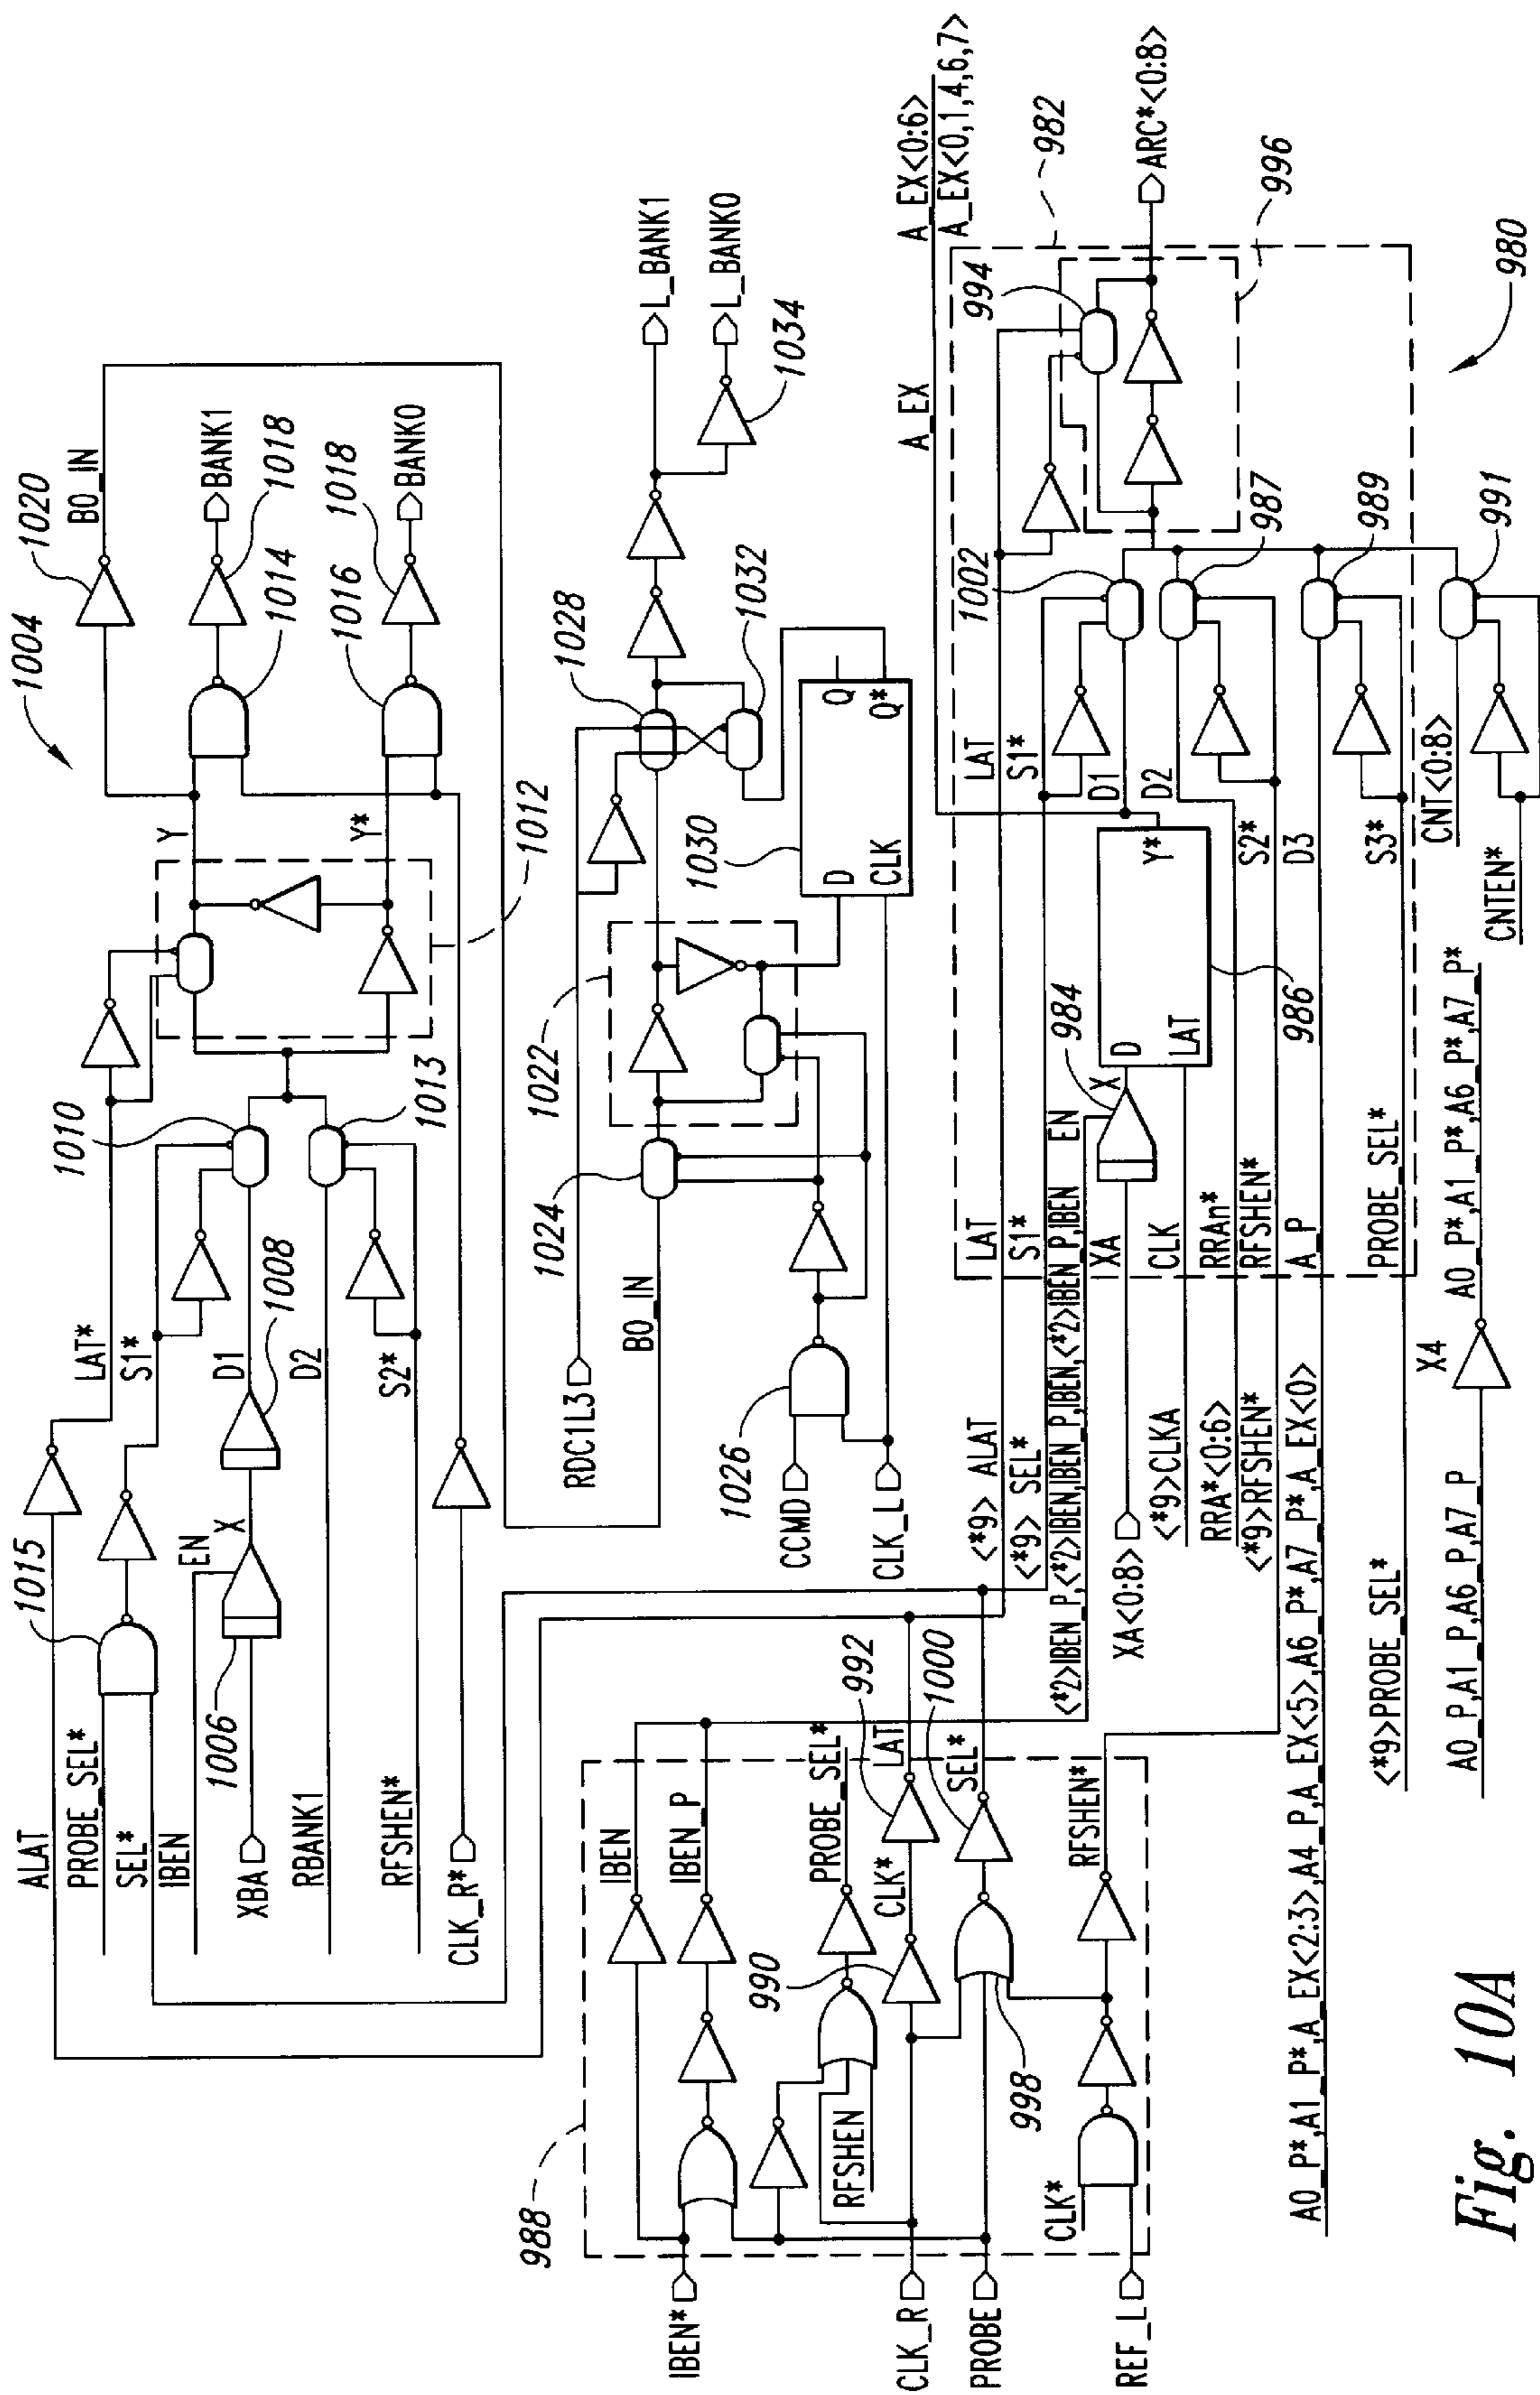 1004
1020
B0_IN
BANK1
1018
1014
1018
1016
BANK0
Y
Y*
1012
1010
1013
LAT*
S1*
D1
1008
D2
S2*
1015
EN
X
1006
ALAT
PROBE_SEL*
SEL*
IBEN
XBA
RBANK1
RFSHEN*
CLK_R*
L_BANK1
L_BANK0
1034
1028
1032
1022
1030
D
Q
Q*
CLK
1024
B0_IN
RDC1L3
1026
CCMD
CLK_L
988
IBEN
IBEN_P
PROBE_SEL*
990
992
LAT
CLK*
1000
SEL*
RFSHEN
998
RFSHEN*
CLK*
IBEN*
CLK_R
PROBE
REF_L
A_EX<0:6>
A_EX
A_EX
A_EX<0,1,4,6,7>
982
ARC*<0:8>
996
994
1002
987
989
991
LAT
S1*
D1
D2
S2*
D3
S3*
CNT<0:8>
CNTEN*
Y*
986
D
LAT
984
X
EN
LAT
S1*
XA
CLK
RRAn*
RFSHEN*
A_P
PROBE_SEL*
<*9> ALAT
<*9> SEL*
<*2>IBEN_P,<*2>IBEN,IBEN_P,IBEN,<*2>IBEN_P,IBEN
XA<0:8>
<*9>CLKA
RRA*<0:6>
<*9>RFSHEN*
A0_P*,A1_P*,A_EX<2:3>,A4_P,A_EX<5>,A6_P*,A7_P*,A_EX<0>
<*9>PROBE_SEL*
X4
A0_P,A1_P,A6_P,A7_P
A0_P*,A1_P*,A6_P*,A7_P*
980
Fig. 10A